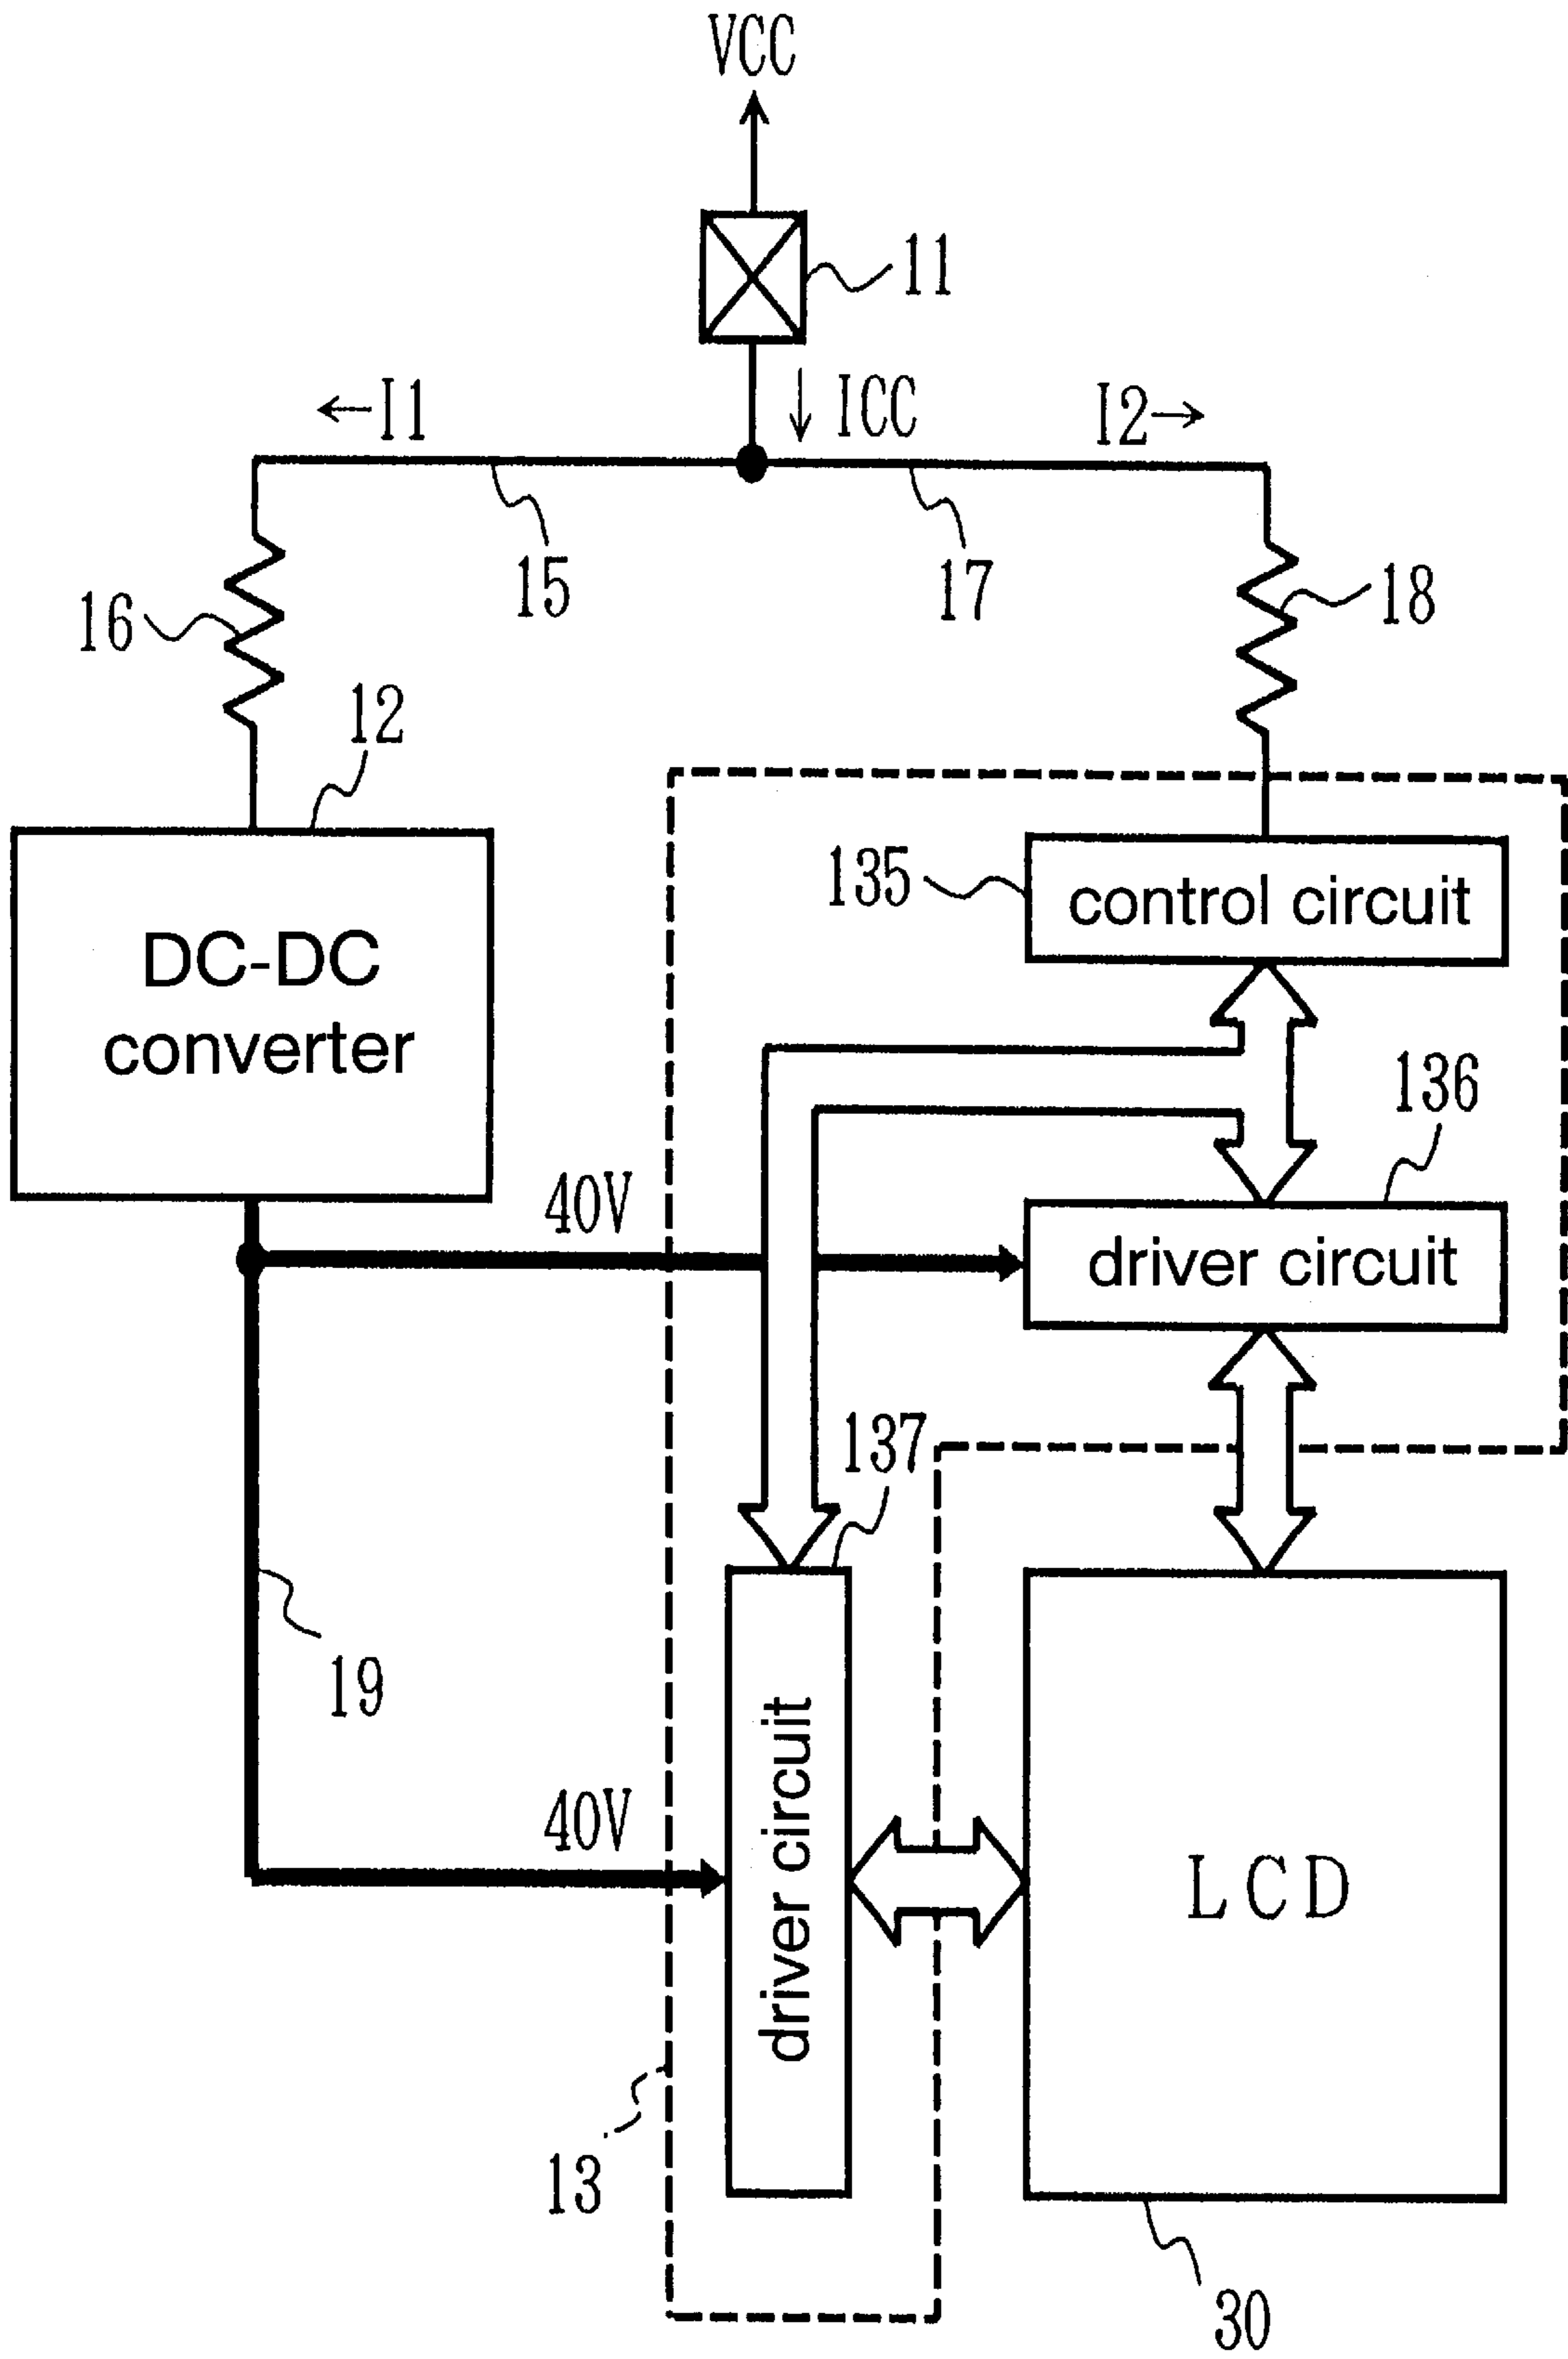 VCC
11
←I1
ICC
I2→
15
17
16
18
12
135
control circuit
DC-DC
converter
136
40V
driver circuit
137
19
40V
driver circuit
LCD
13
30